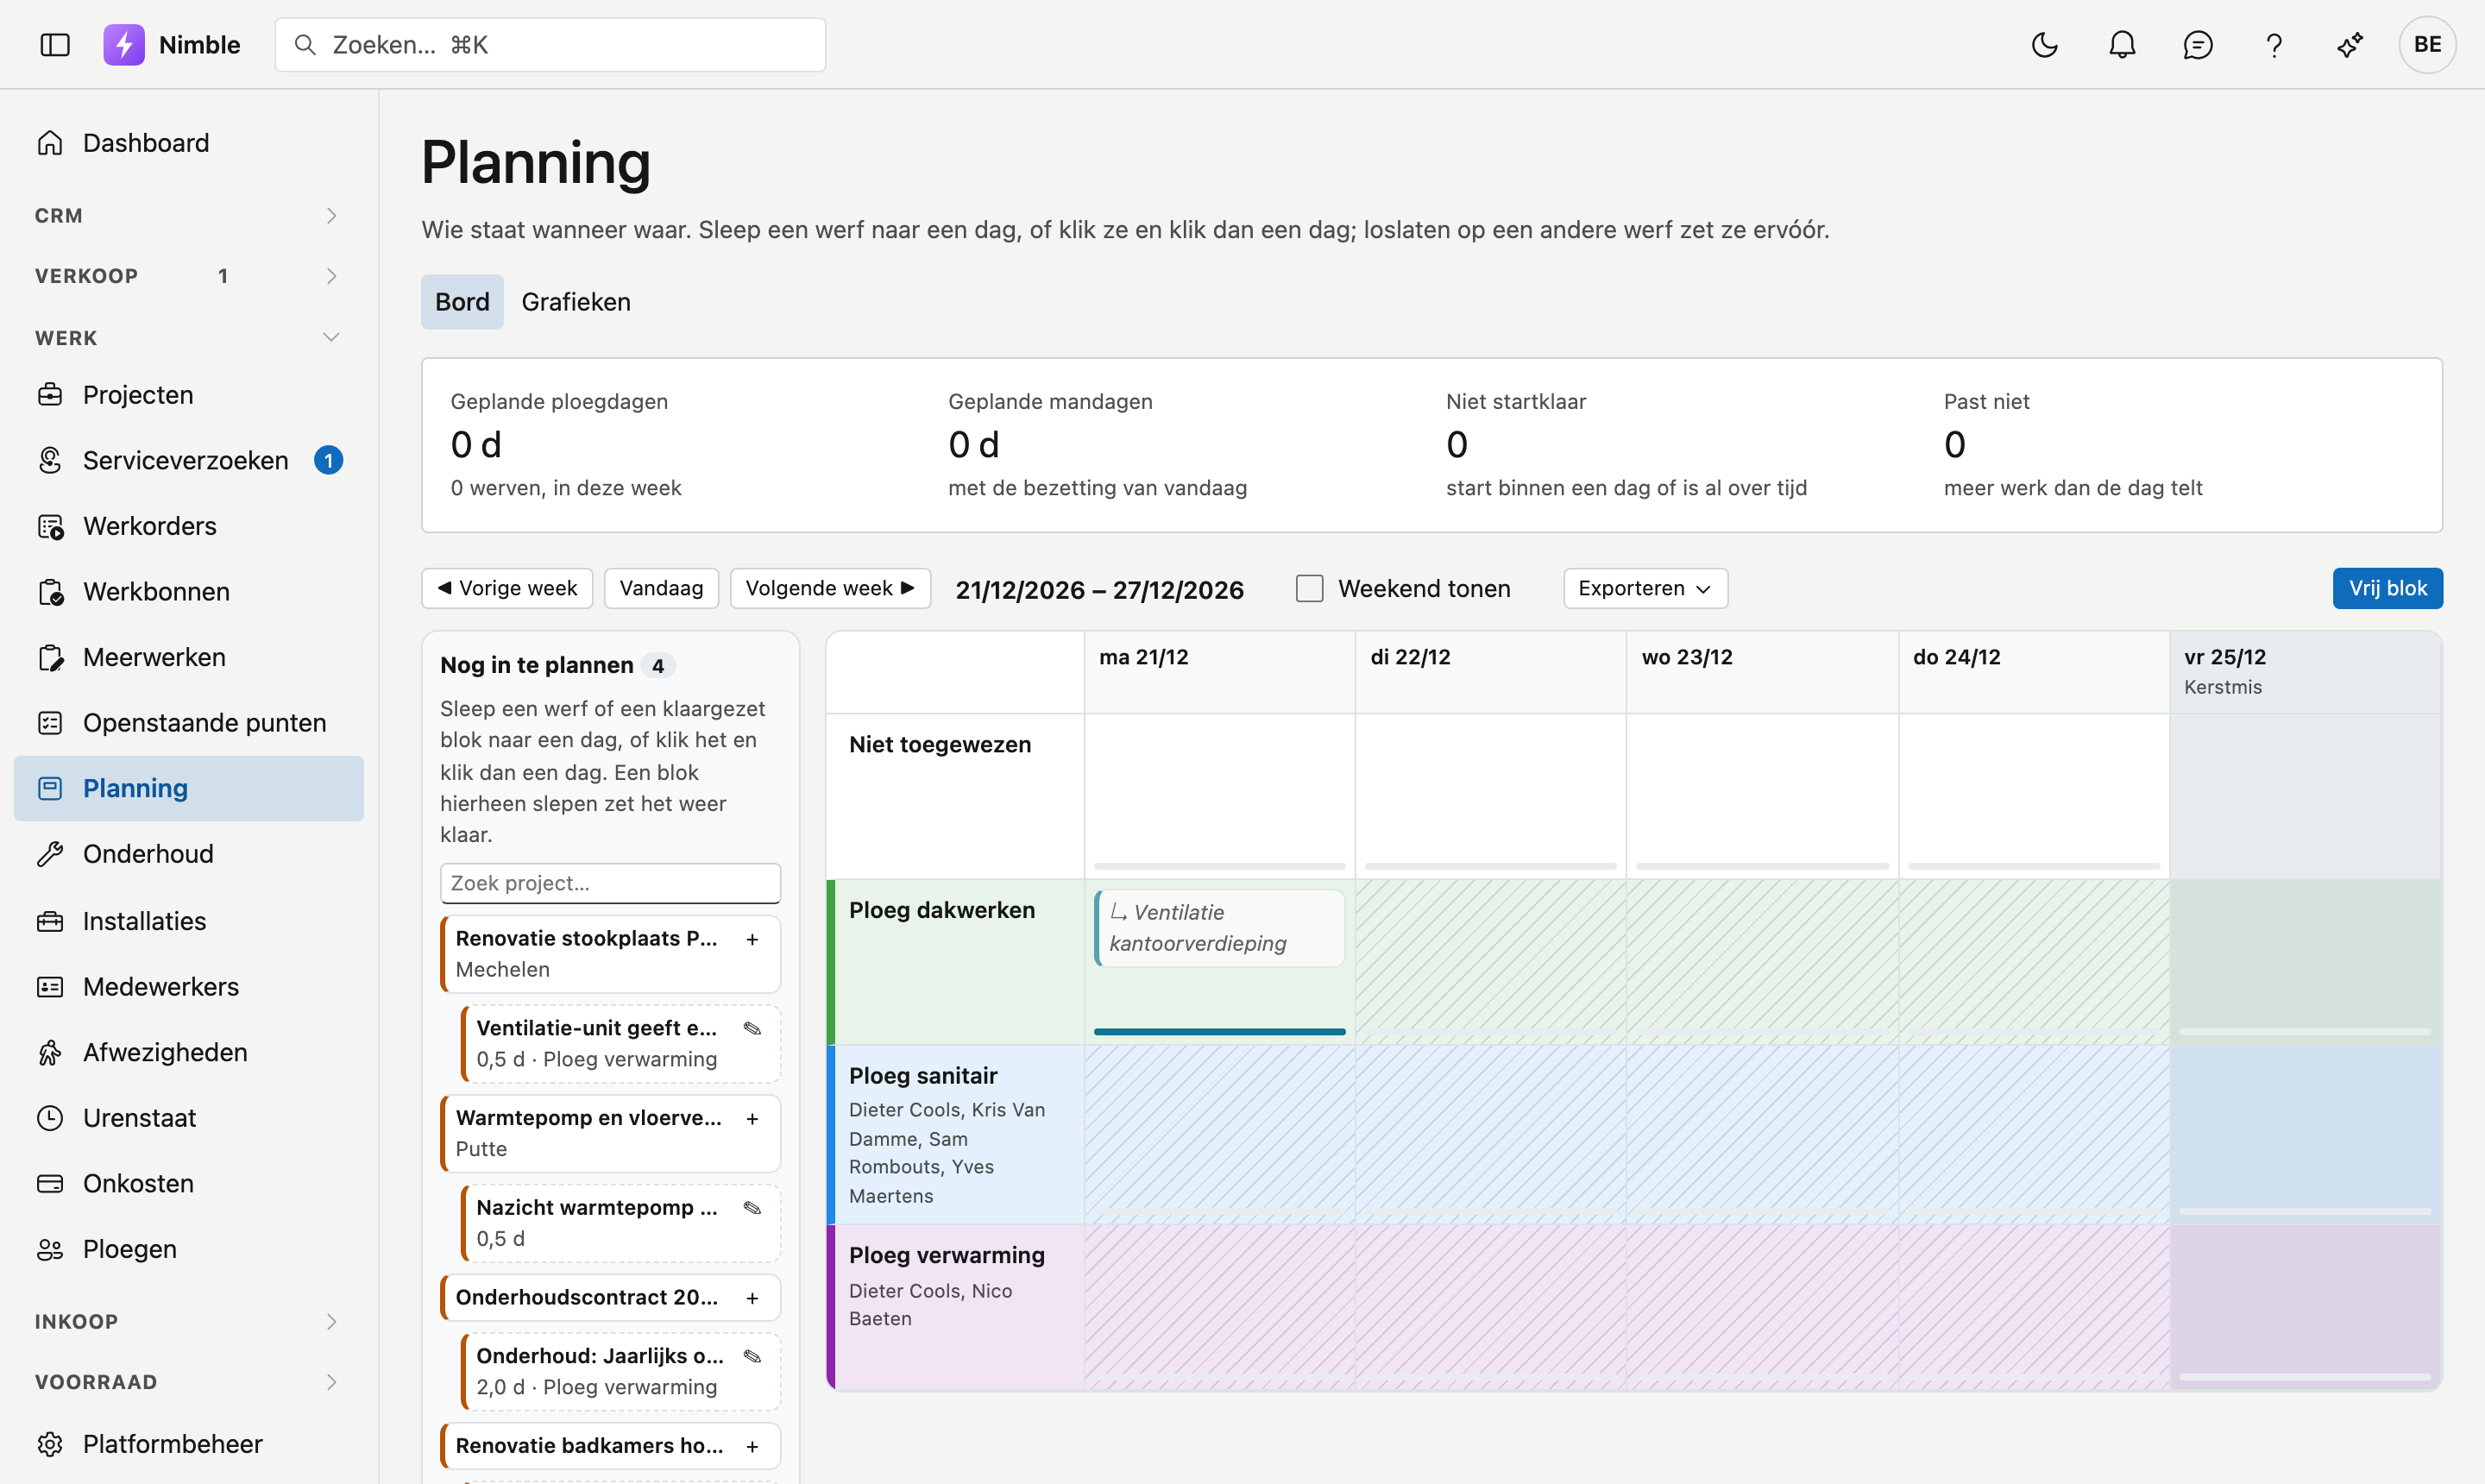 Nimble
Zoeken... ⌘K
BE
Dashboard
CRM
VERKOOP 1
WERK
Projecten
Serviceverzoeken 1
Werkorders
Werkbonnen
Meerwerken
Openstaande punten
Planning
Onderhoud
Installaties
Medewerkers
Afwezigheden
Urenstaat
Onkosten
Ploegen
INKOOP
VOORRAAD
Platformbeheer
Planning
Wie staat wanneer waar. Sleep een werf naar een dag, of klik ze en klik dan een dag; loslaten op een andere werf zet ze ervóór.
Bord Grafieken
Geplande ploegdagen
0 d
0 werven, in deze week
Geplande mandagen
0 d
met de bezetting van vandaag
Niet startklaar
0
start binnen een dag of is al over tijd
Past niet
0
meer werk dan de dag telt
◀ Vorige week Vandaag Volgende week ▶ 21/12/2026 – 27/12/2026 Weekend tonen Exporteren Vrij blok
Nog in te plannen 4
Sleep een werf of een klaargezet
blok naar een dag, of klik het en
klik dan een dag. Een blok
hierheen slepen zet het weer
klaar.
Zoek project...
Renovatie stookplaats P... +
Mechelen
Ventilatie-unit geeft e... ✎
0,5 d · Ploeg verwarming
Warmtepomp en vloerve... +
Putte
Nazicht warmtepomp ... ✎
0,5 d
Onderhoudscontract 20... +
Onderhoud: Jaarlijks o... ✎
2,0 d · Ploeg verwarming
Renovatie badkamers ho... +
ma 21/12 di 22/12 wo 23/12 do 24/12 vr 25/12
Kerstmis
Niet toegewezen
Ploeg dakwerken
Ventilatie
kantoorverdieping
Ploeg sanitair
Dieter Cools, Kris Van
Damme, Sam
Rombouts, Yves
Maertens
Ploeg verwarming
Dieter Cools, Nico
Baeten